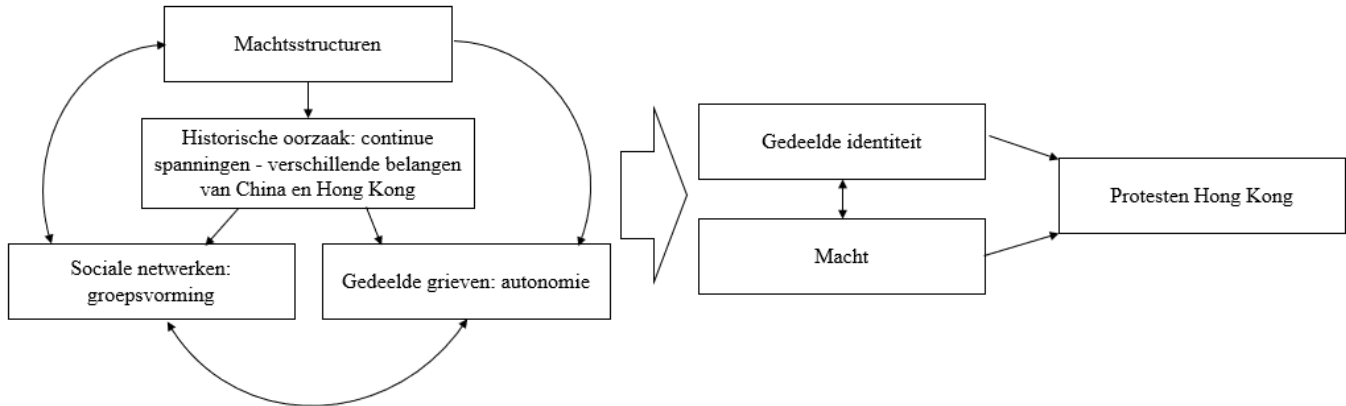 Machtsstructuren
Historische oorzaak: continue
spanningen - verschillende belangen
van China en Hong Kong
Sociale netwerken:
groepsvorming
Gedeelde grieven: autonomie
Gedeelde identiteit
Macht
Protesten Hong Kong